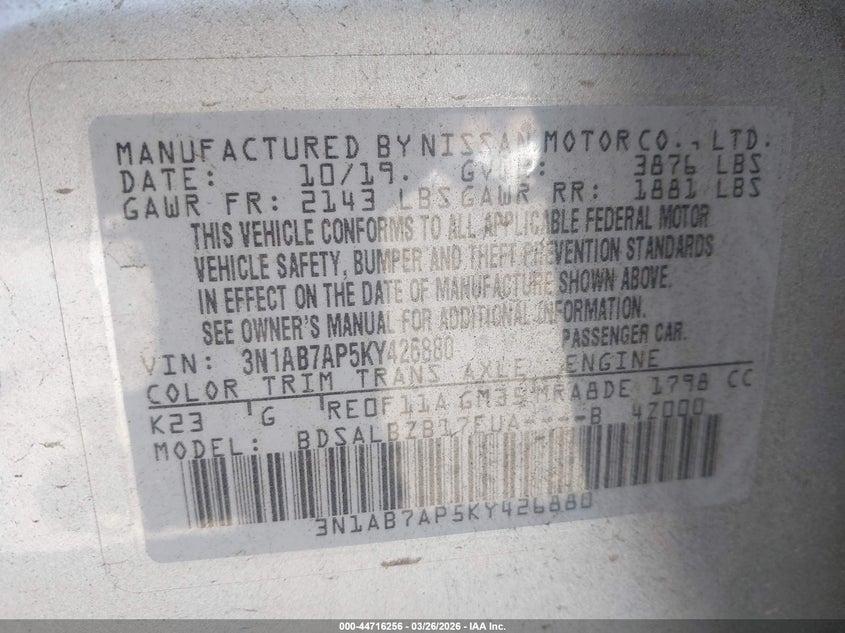 MANUFACTURED BY NISSAN MOTOR CO., LTD.
DATE: 10/19. GVWR: 3876 LBS
GAWR FR: 2143 LBS GAWR RR: 1881 LBS
THIS VEHICLE CONFORMS TO ALL APPLICABLE FEDERAL MOTOR
VEHICLE SAFETY, BUMPER AND THEFT PREVENTION STANDARDS
IN EFFECT ON THE DATE OF MANUFACTURE SHOWN ABOVE.
SEE OWNER'S MANUAL FOR ADDITIONAL INFORMATION.
VIN: 3N1AB7AP5KY426880 PASSENGER CAR.
COLOR TRIM TRANS AXLE ENGINE
K23 G RE0F11A GM35 MRA8DE 1798 CC
MODEL: BDSALBZB17EUA----B 4Z000
3N1AB7AP5KY426880
000-44716256 - 03/26/2026 - IAA Inc.